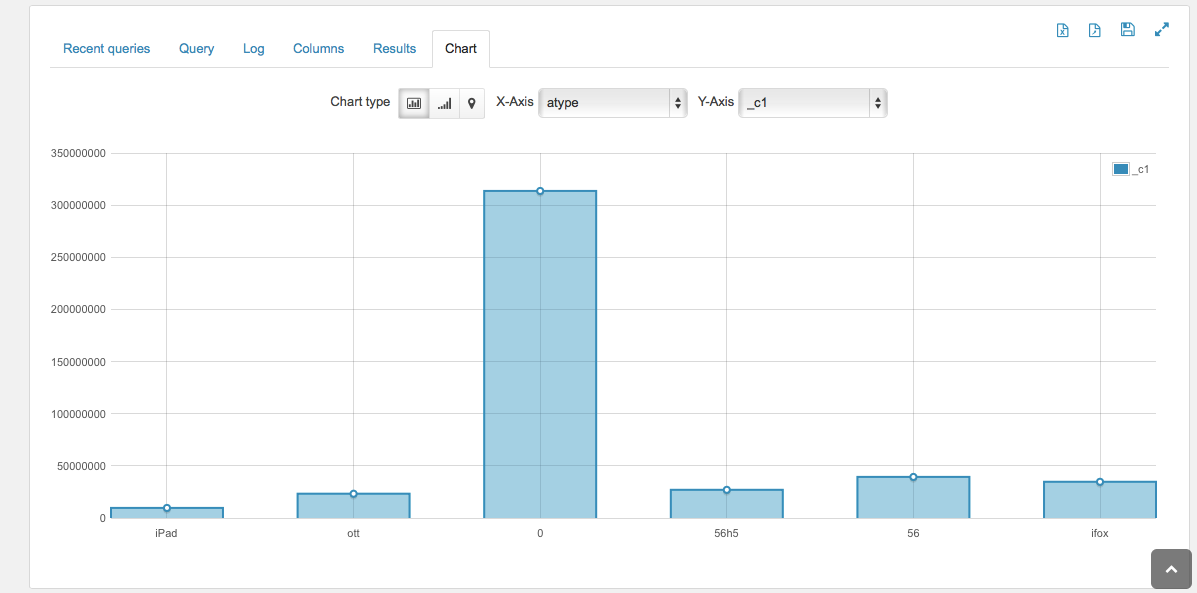 Recent queries Query Log Columns Results Chart
Chart type X-Axis atype Y-Axis _c1
350000000
_c1
300000000
250000000
200000000
150000000
100000000
50000000
0
iPad ott 0 56h5 56 ifox